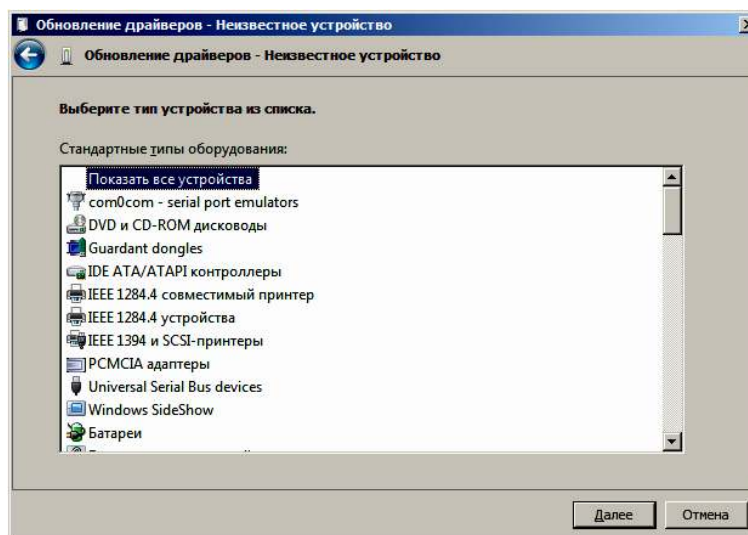 Обновление драйверов - Неизвестное устройство
Обновление драйверов - Неизвестное устройство
Выберите тип устройства из списка.
Стандартные типы оборудования:
Показать все устройства
com0com - serial port emulators
DVD и CD-ROM дисководы
Guardant dongles
IDE ATA/ATAPI контроллеры
IEEE 1284.4 совместимый принтер
IEEE 1284.4 устройства
IEEE 1394 и SCSI-принтеры
PCMCIA адаптеры
Universal Serial Bus devices
Windows SideShow
Батареи
Далее
Отмена